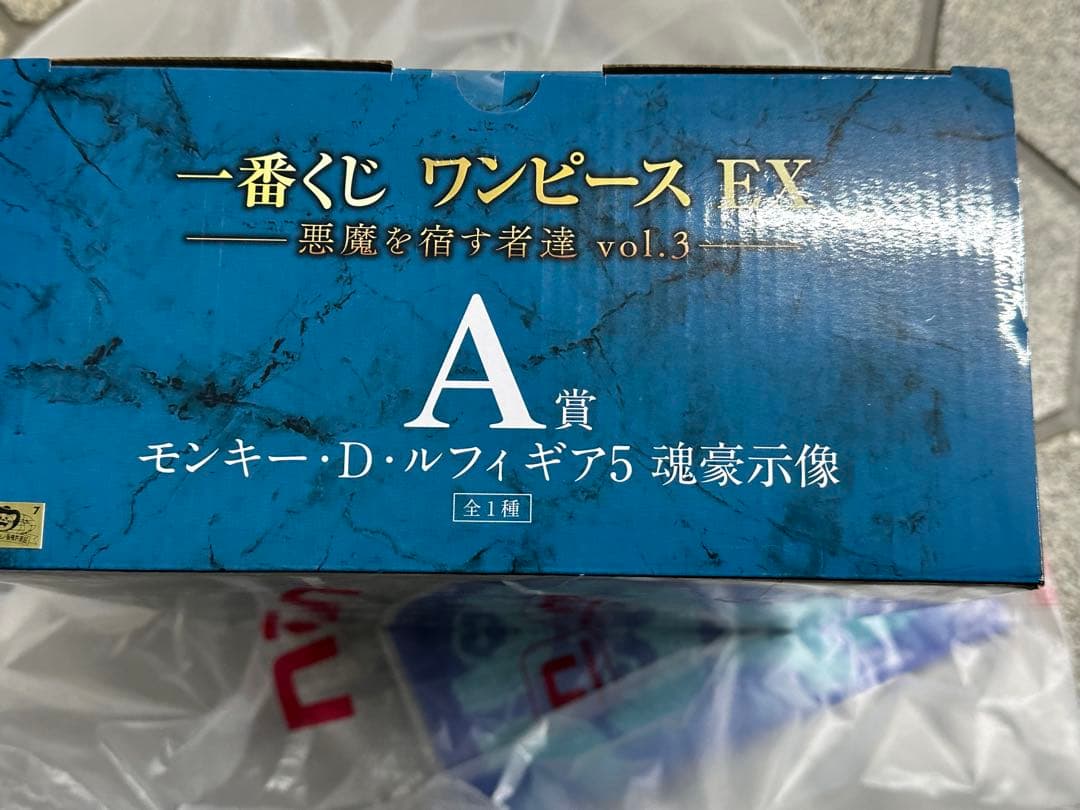 一番くじ ワンピース EX
悪魔を宿す者達 vol.3
A賞
モンキー・D・ルフィ ギア5 魂豪示像
全1種
7